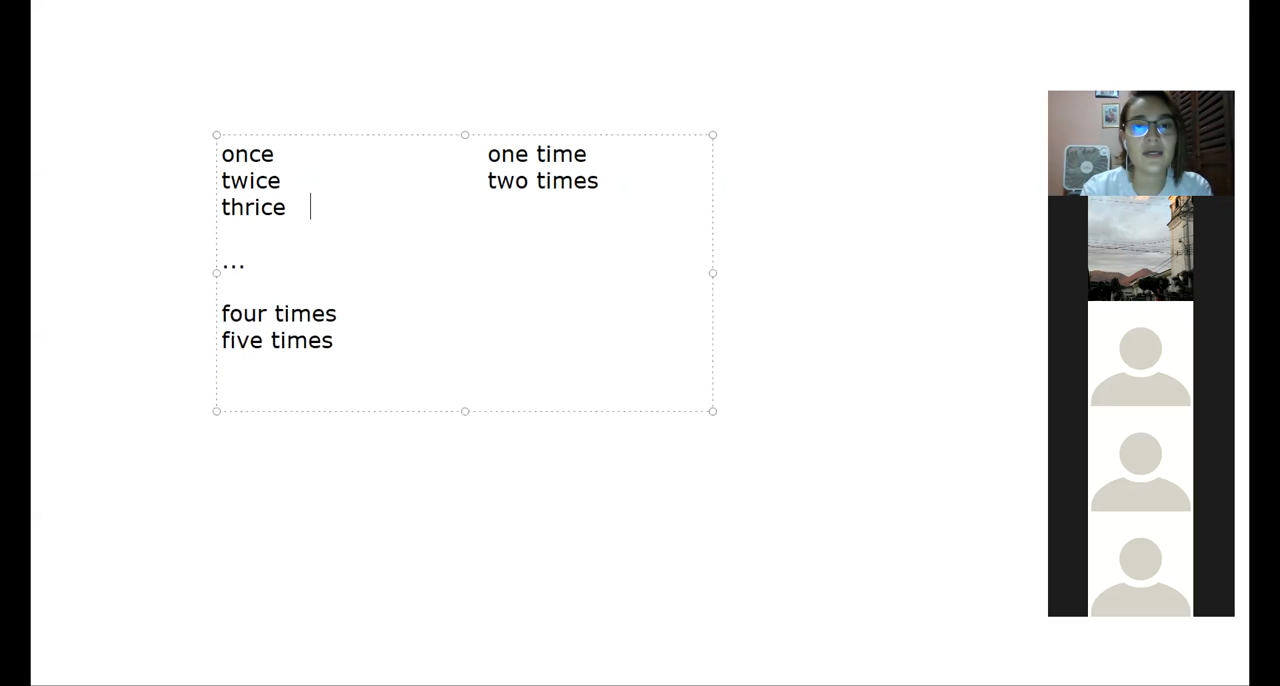 once one time
twice two times
thrice
...
four times
five times